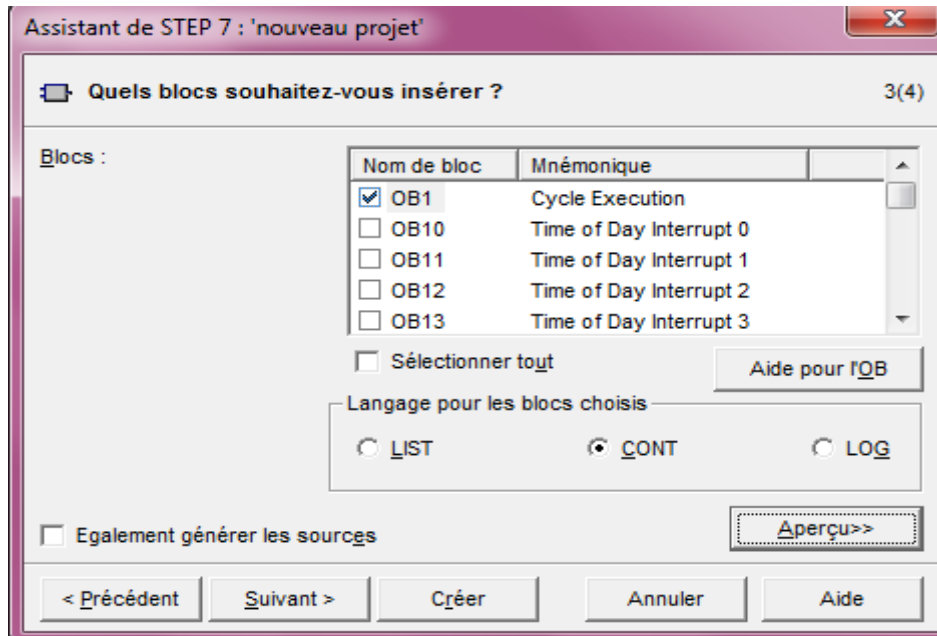 Assistant de STEP 7 : 'nouveau projet'
Quels blocs souhaitez-vous insérer ? 3(4)
Blocs :
Nom de bloc Mnémonique
OB1 Cycle Execution
OB10 Time of Day Interrupt 0
OB11 Time of Day Interrupt 1
OB12 Time of Day Interrupt 2
OB13 Time of Day Interrupt 3
Sélectionner tout
Aide pour l'OB
Langage pour les blocs choisis
LIST CONT LOG
Egalement générer les sources
Aperçu>>
< Précédent Suivant > Créer Annuler Aide